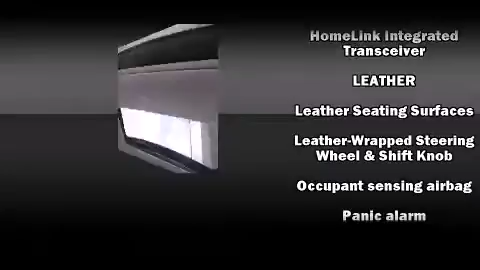 HomeLink Integrated
Transceiver
LEATHER
Leather Seating Surfaces
Leather-Wrapped Steering
Wheel & Shift Knob
Occupant sensing airbag
Panic alarm